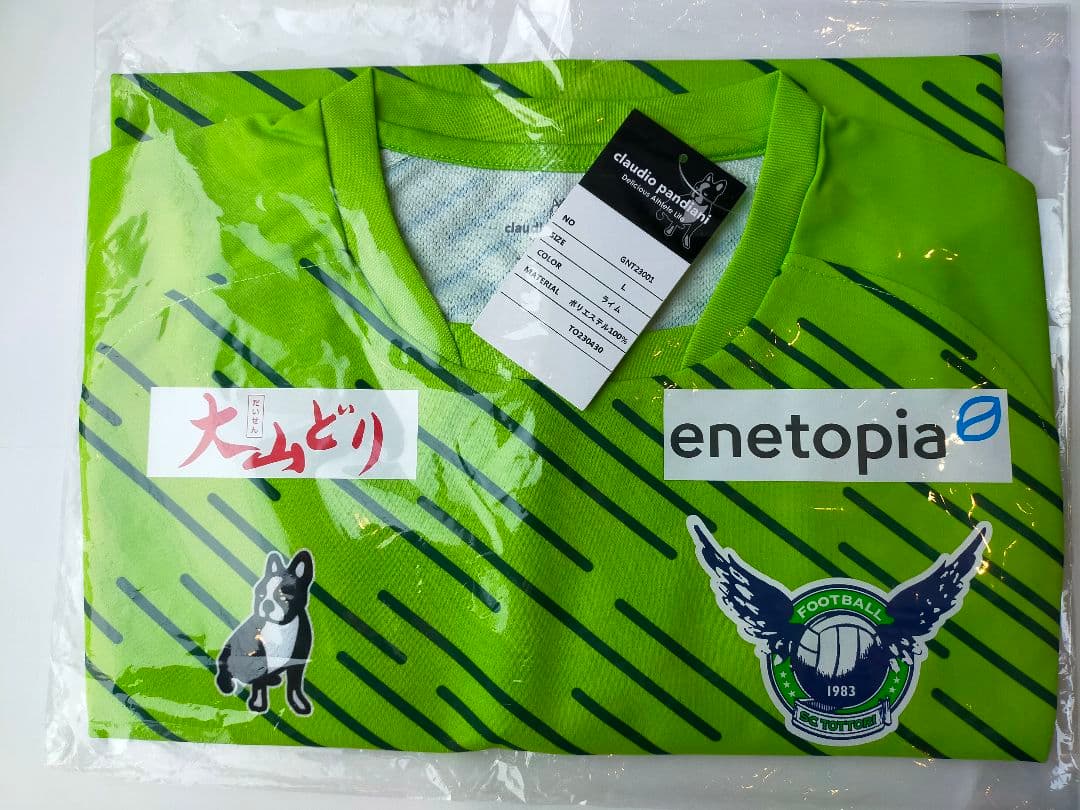 claudio pandiani
Delicious Athlete Life
NO GNT23001
SIZE L
COLOR ライム
MATERIAL ポリエステル100%
TO230430
大山どり
だいせん
enetopia
FOOTBALL
1983
SC TOTTORI